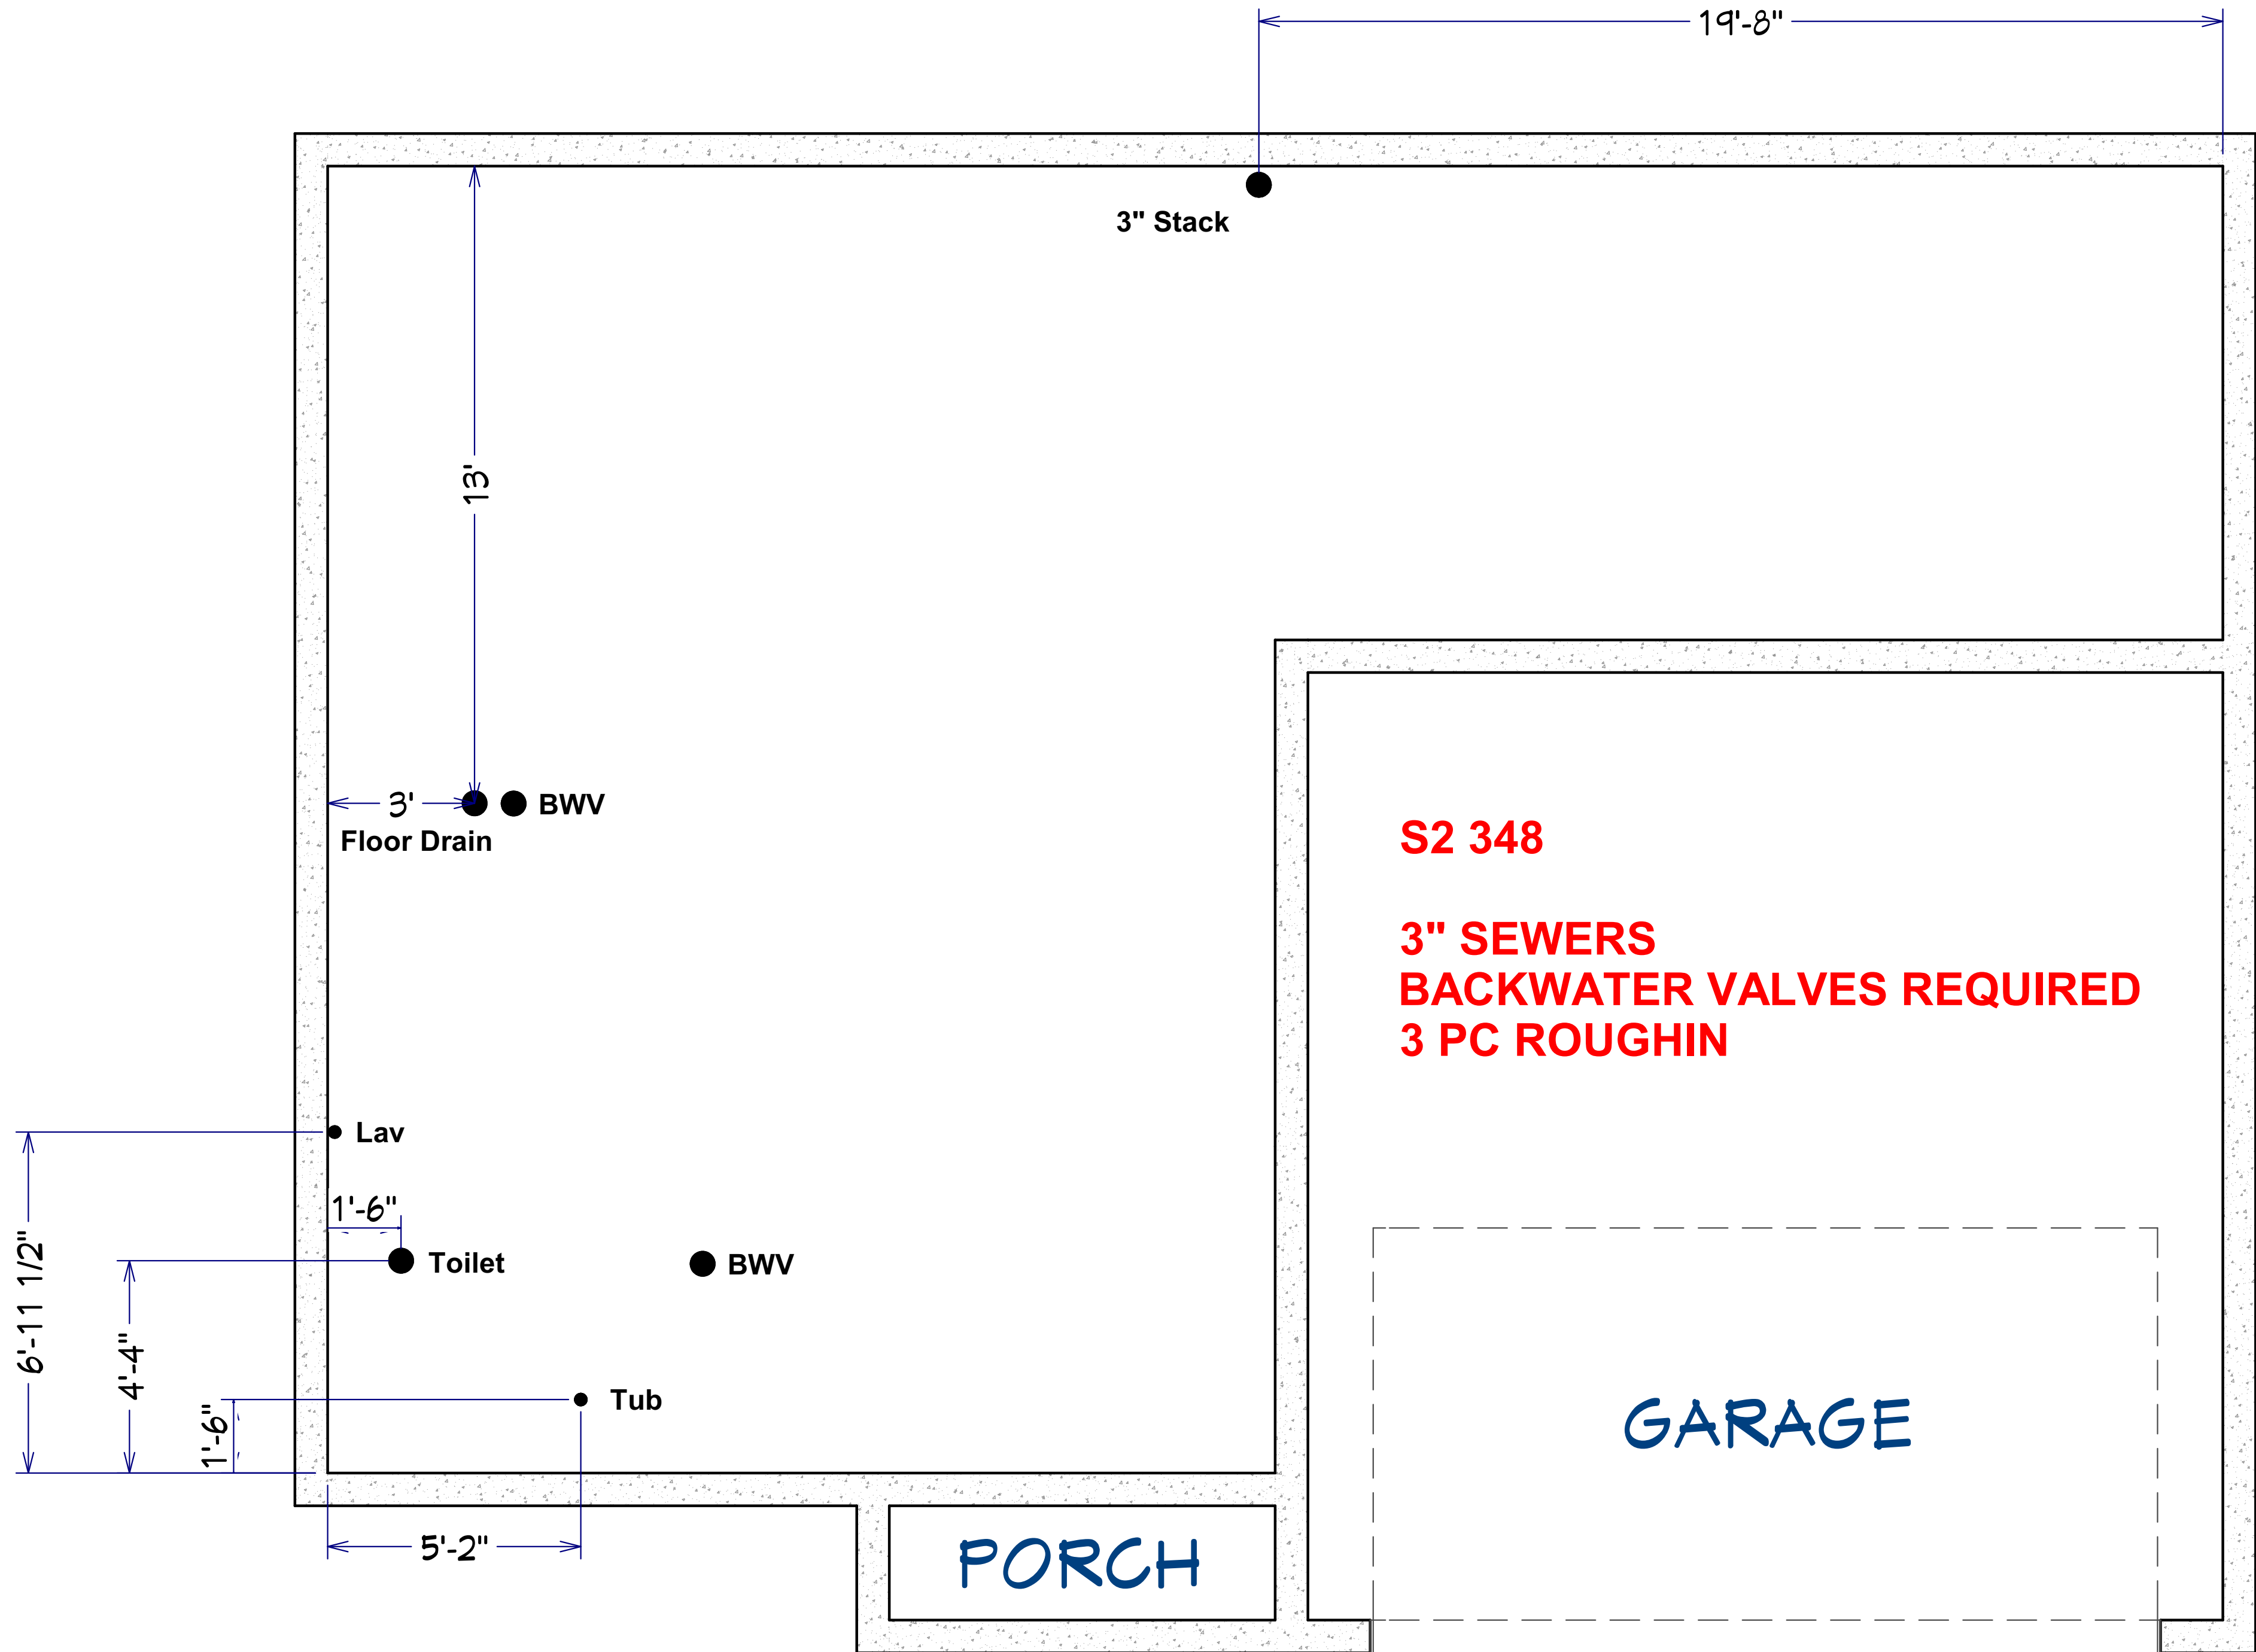 19'-8"
3" Stack
13'
3'
BWV
Floor Drain
S2 348
3" SEWERS
BACKWATER VALVES REQUIRED
3 PC ROUGHIN
Lav
1'-6"
6'-11 1/2"
Toilet
BWV
4'-4"
1'-6"
Tub
GARAGE
5'-2"
PORCH